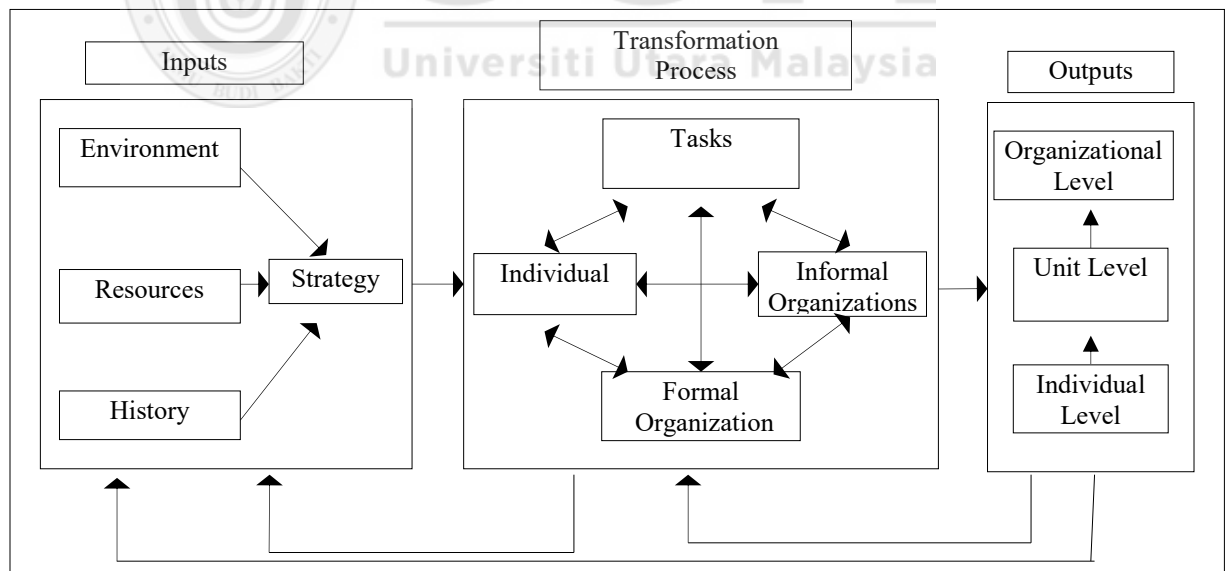 Inputs
Transformation
Process
Outputs
Universiti Utara Malaysia
BUDI
Environment
Resources
History
Strategy
Tasks
Individual
Informal
Organizations
Formal
Organization
Organizational
Level
Unit Level
Individual
Level